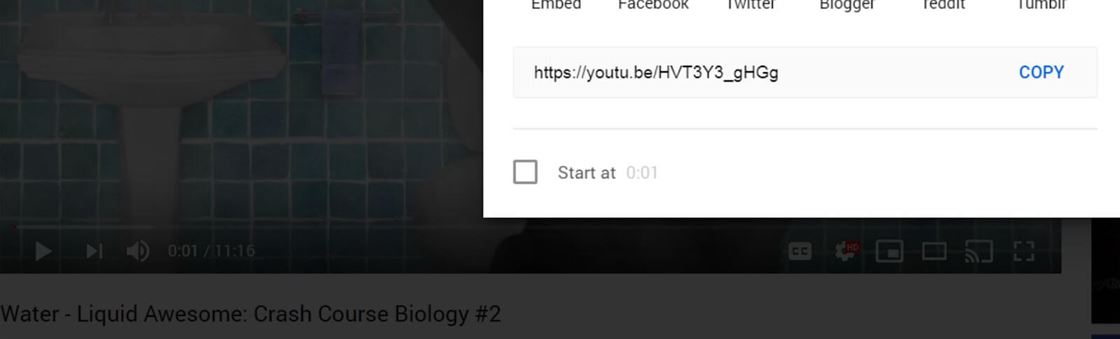 Embed Facebook Twitter Blogger reddit Tumblr
https://youtu.be/HVT3Y3_gHGg COPY
Start at 0:01
0:01 / 11:16 CC HD
Water - Liquid Awesome: Crash Course Biology #2